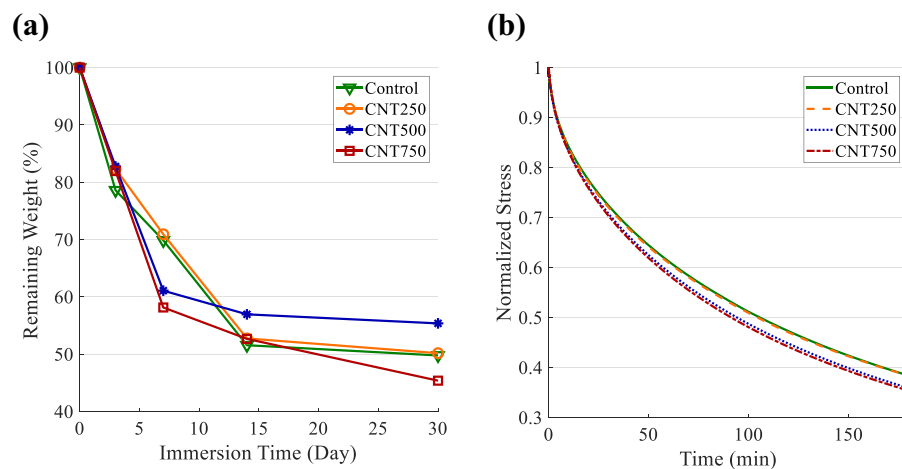 (a)
Remaining Weight (%)
100
90
80
70
60
50
40
0 5 10 15 20 25 30
Immersion Time (Day)
Control
CNT250
CNT500
CNT750
(b)
Normalized Stress
1
0.9
0.8
0.7
0.6
0.5
0.4
0.3
0 50 100 150
Time (min)
Control
CNT250
CNT500
CNT750